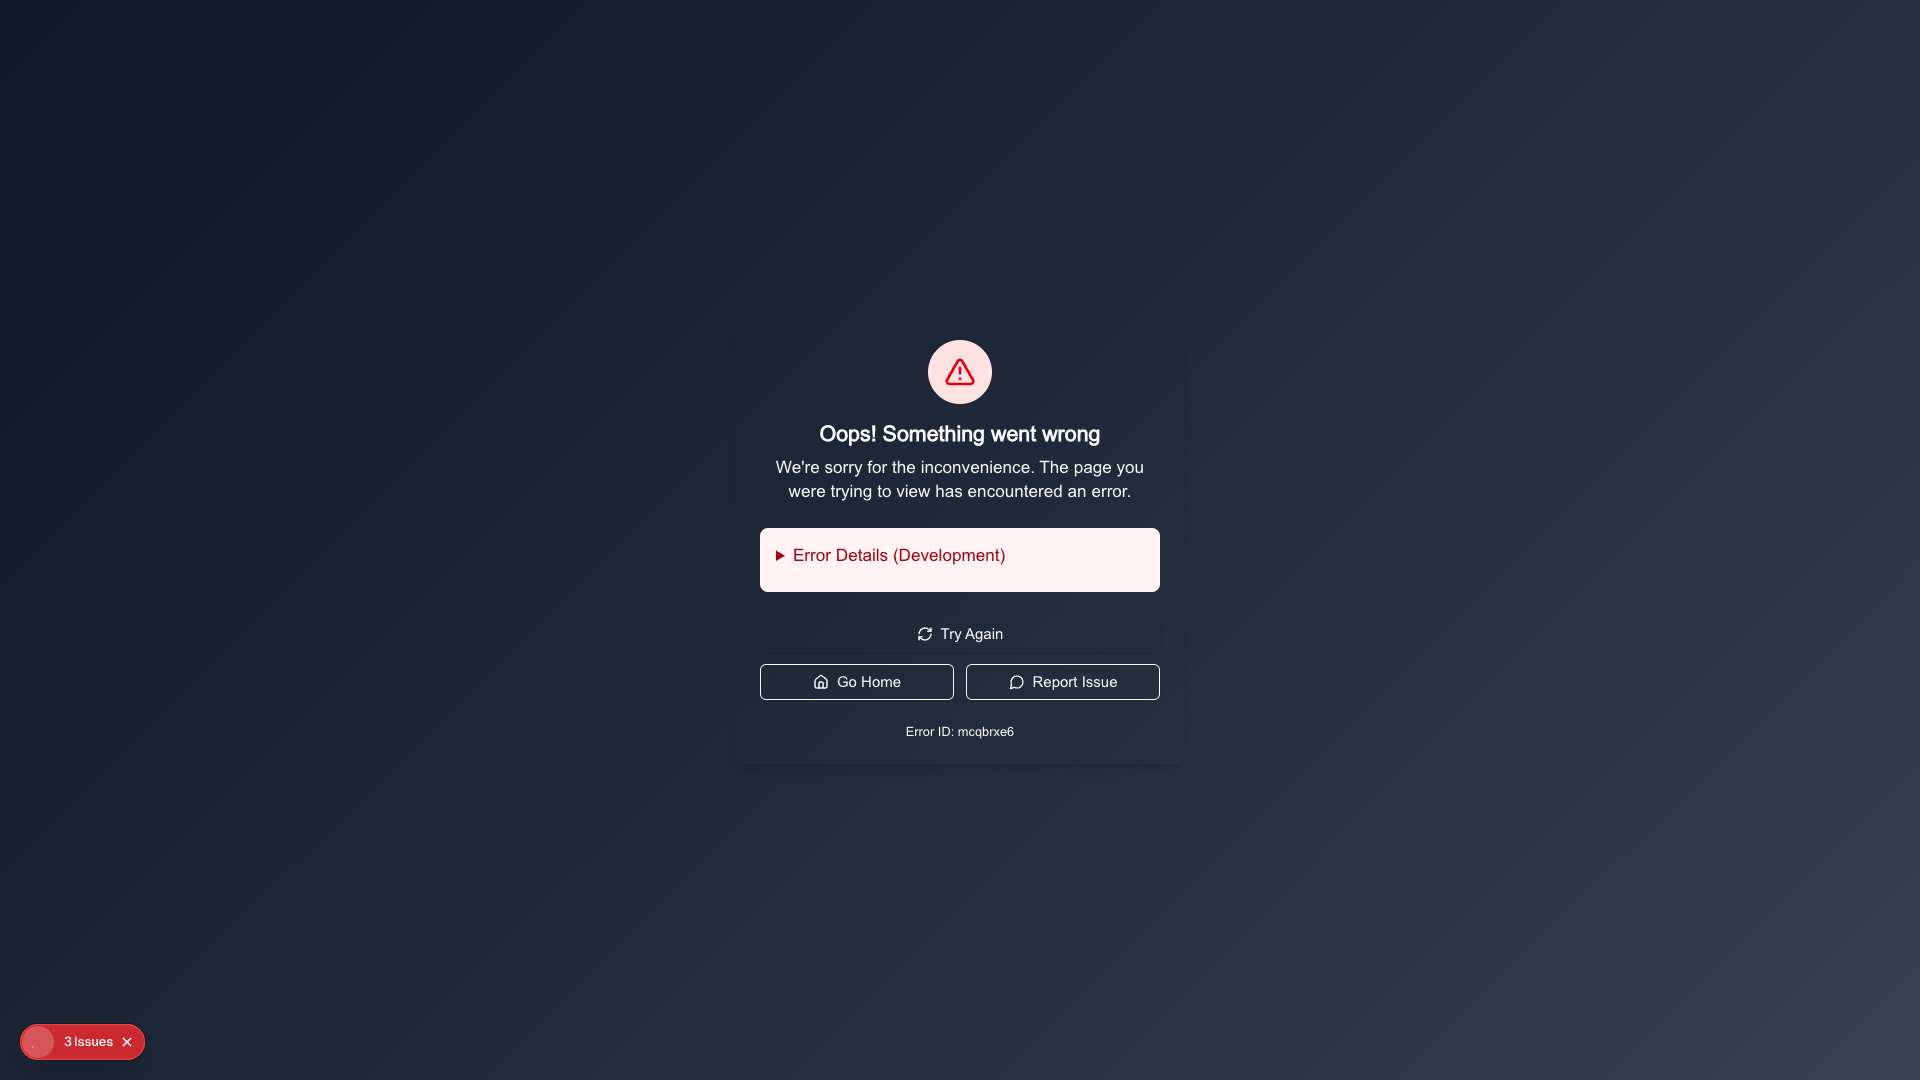 Oops! Something went wrong
We're sorry for the inconvenience. The page you
were trying to view has encountered an error.
Error Details (Development)
Try Again
Go Home
Report Issue
Error ID: mcqbrxe6
3 Issues